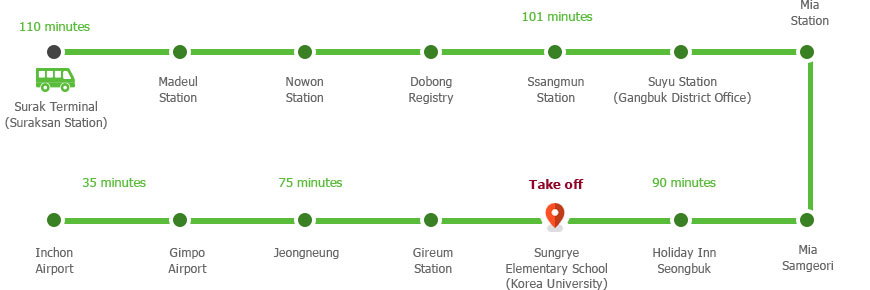 Mia
Station
110 minutes
101 minutes
Surak Terminal
(Suraksan Station)
Madeul
Station
Nowon
Station
Dobong
Registry
Ssangmun
Station
Suyu Station
(Gangbuk District Office)
35 minutes
75 minutes
Take off
90 minutes
Inchon
Airport
Gimpo
Airport
Jeongneung
Gireum
Station
Sungrye
Elementary School
(Korea University)
Holiday Inn
Seongbuk
Mia
Samgeori